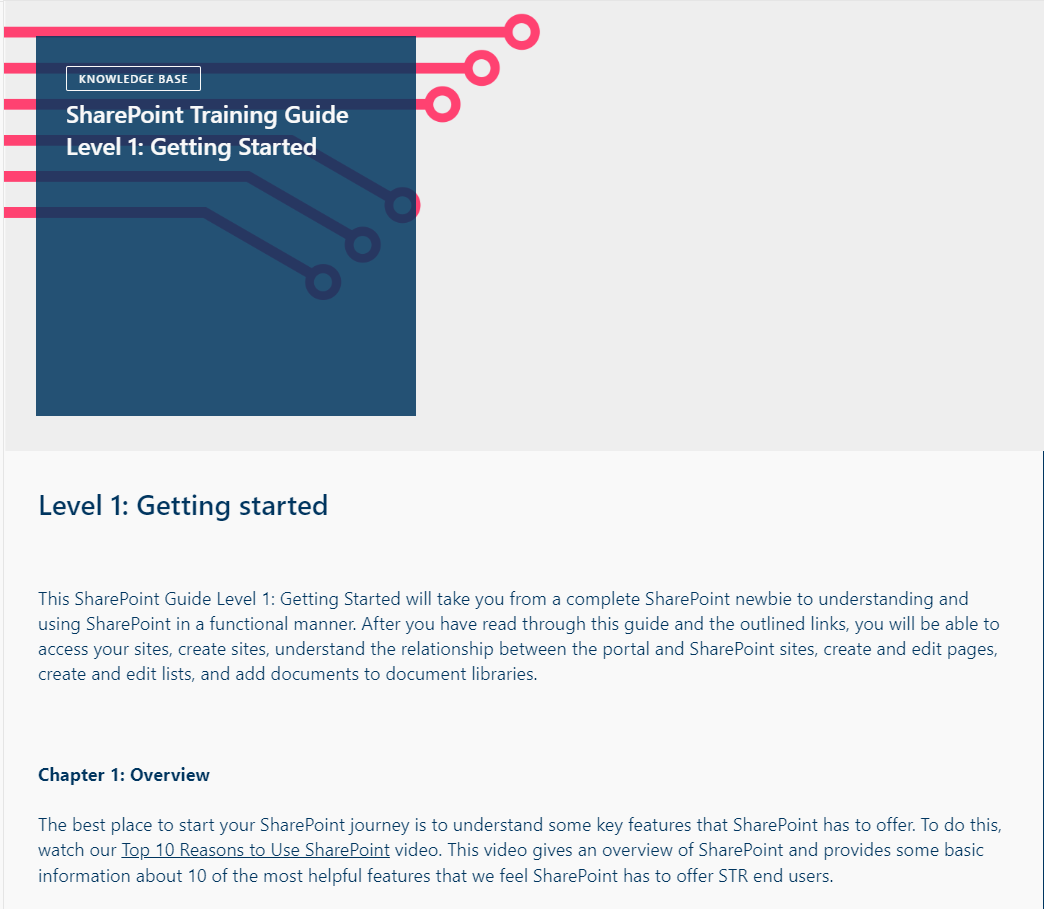 KNOWLEDGE BASE
SharePoint Training Guide
Level 1: Getting Started
Level 1: Getting started
This SharePoint Guide Level 1: Getting Started will take you from a complete SharePoint newbie to understanding and
using SharePoint in a functional manner. After you have read through this guide and the outlined links, you will be able to
access your sites, create sites, understand the relationship between the portal and SharePoint sites, create and edit pages,
create and edit lists, and add documents to document libraries.
Chapter 1: Overview
The best place to start your SharePoint journey is to understand some key features that SharePoint has to offer. To do this,
watch our Top 10 Reasons to Use SharePoint video. This video gives an overview of SharePoint and provides some basic
information about 10 of the most helpful features that we feel SharePoint has to offer STR end users.